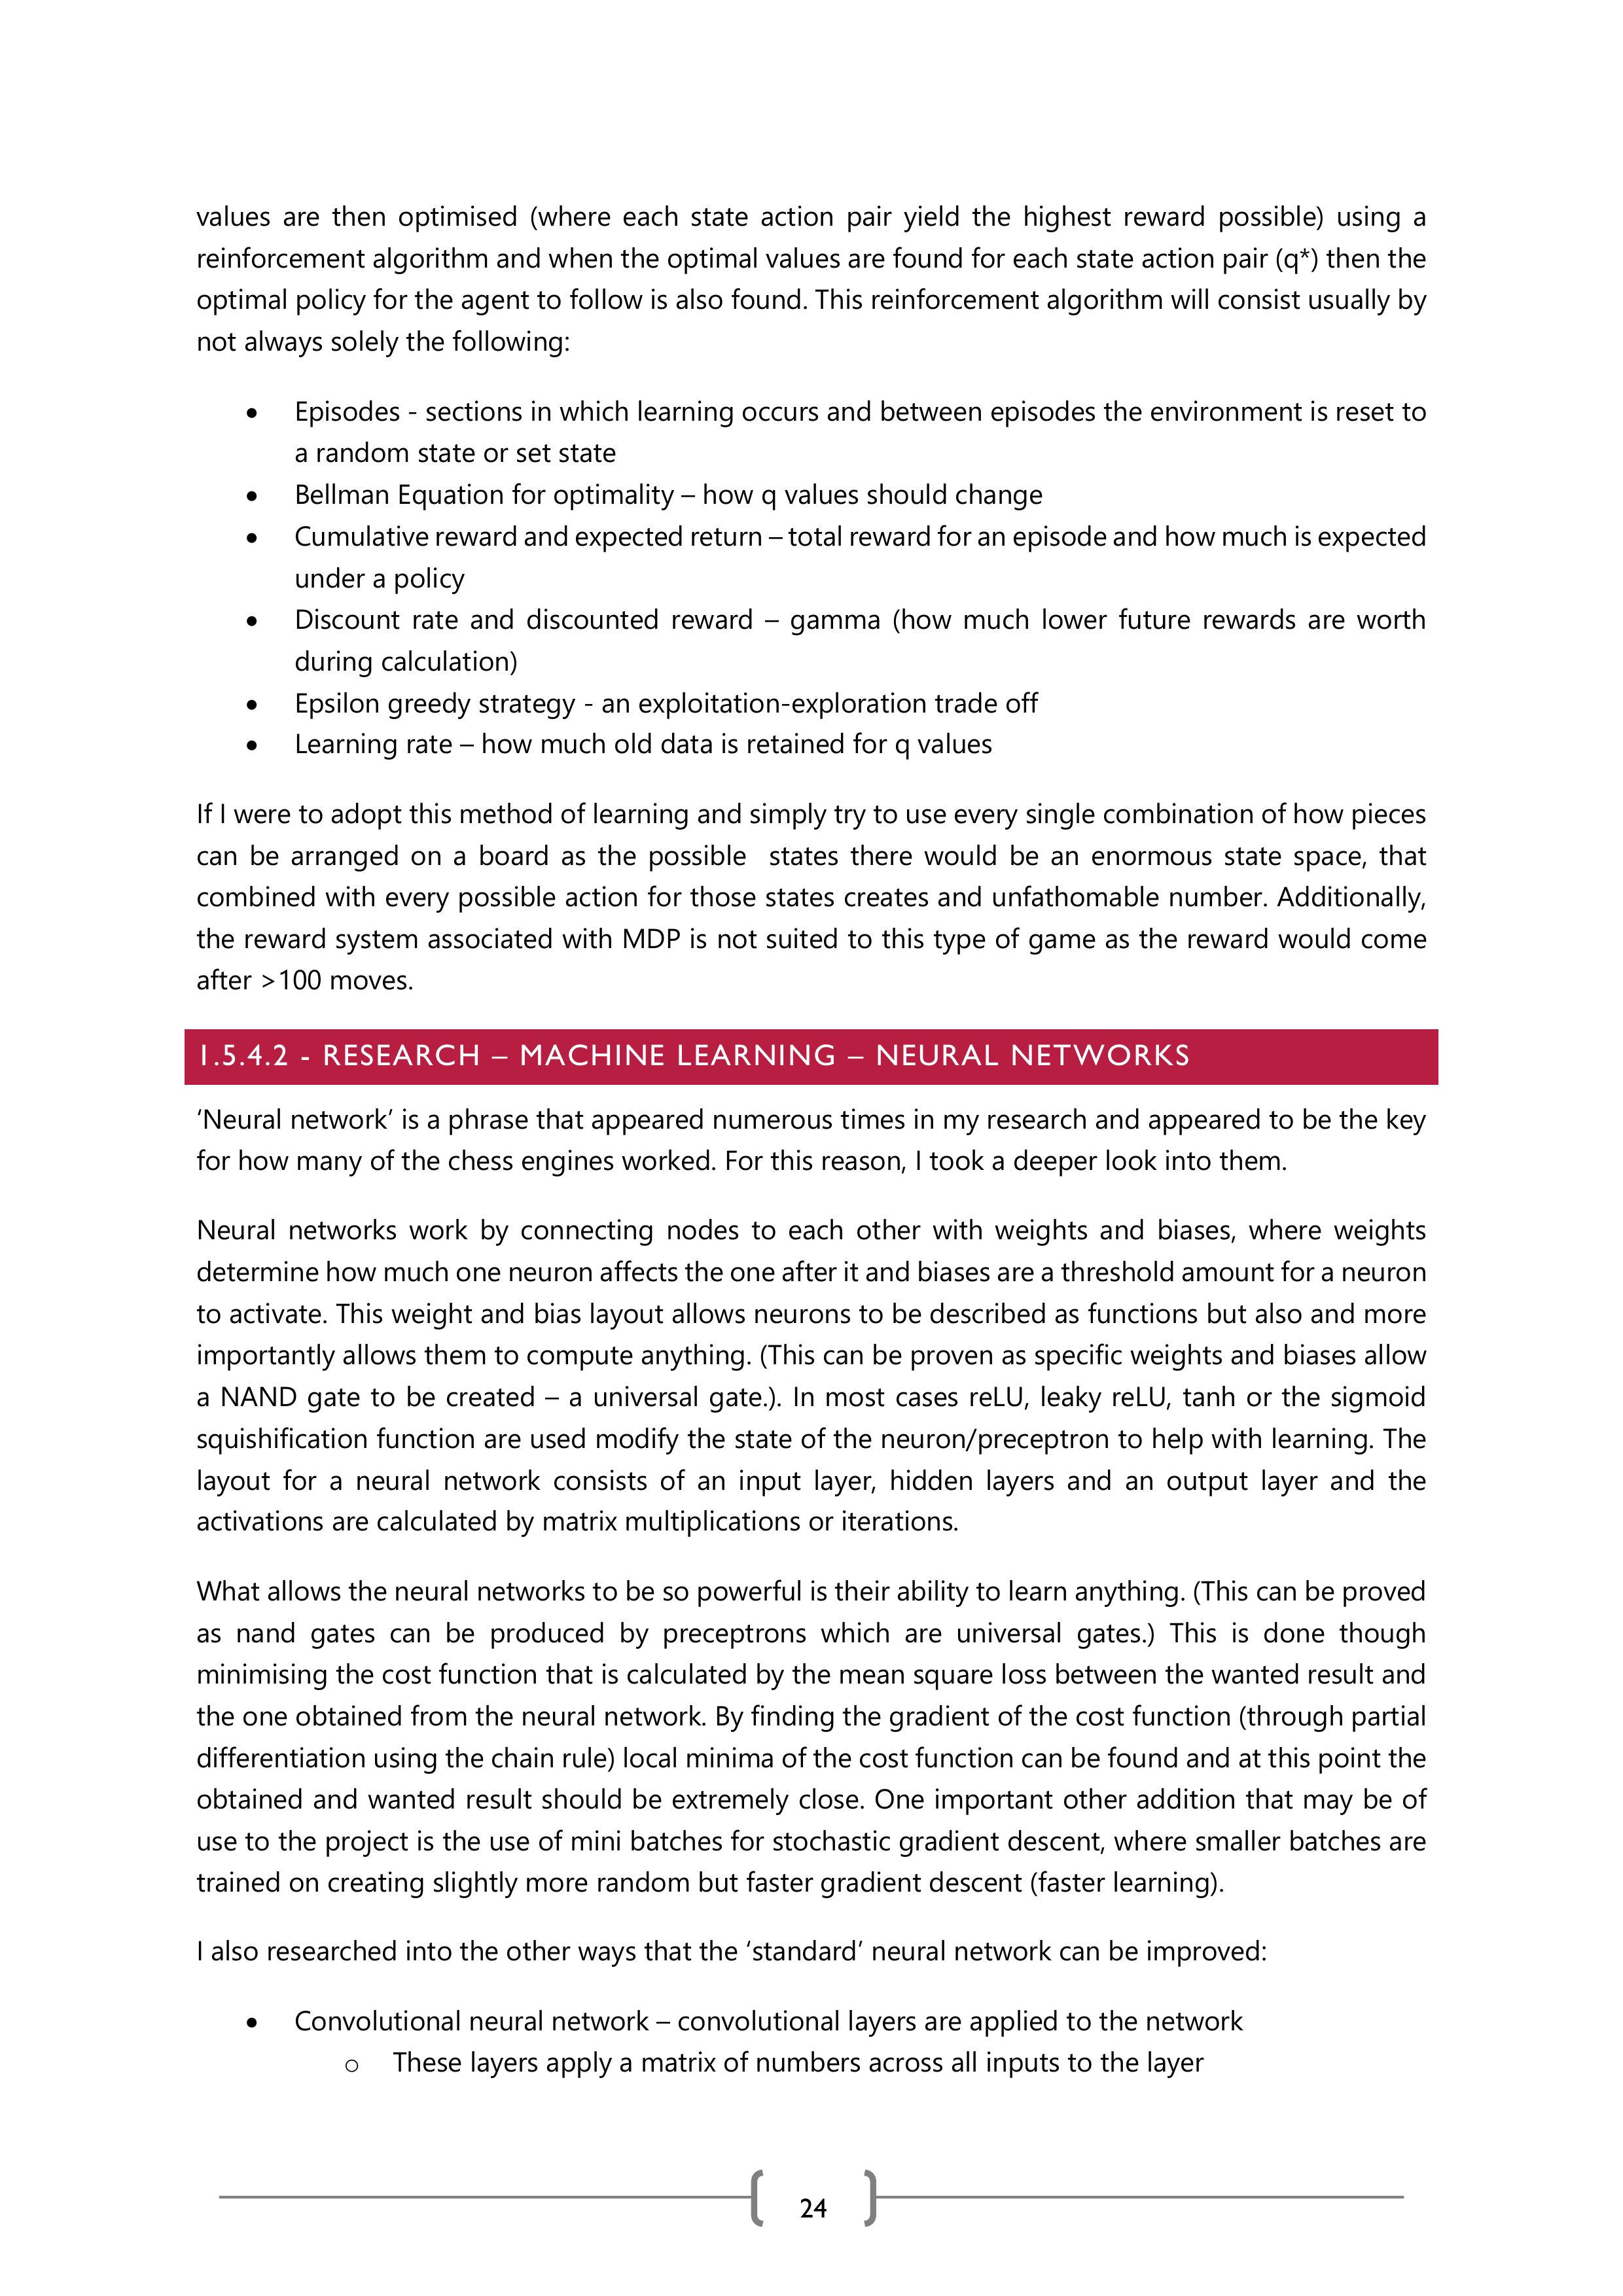 values are then optimised (where each state action pair yield the highest reward possible) using a
reinforcement algorithm and when the optimal values are found for each state action pair (q*) then the
optimal policy for the agent to follow is also found. This reinforcement algorithm will consist usually by
not always solely the following:
• Episodes - sections in which learning occurs and between episodes the environment is reset to
a random state or set state
• Bellman Equation for optimality – how q values should change
• Cumulative reward and expected return – total reward for an episode and how much is expected
under a policy
• Discount rate and discounted reward – gamma (how much lower future rewards are worth
during calculation)
• Epsilon greedy strategy - an exploitation-exploration trade off
• Learning rate – how much old data is retained for q values
If I were to adopt this method of learning and simply try to use every single combination of how pieces
can be arranged on a board as the possible states there would be an enormous state space, that
combined with every possible action for those states creates and unfathomable number. Additionally,
the reward system associated with MDP is not suited to this type of game as the reward would come
after >100 moves.
1.5.4.2 - RESEARCH – MACHINE LEARNING – NEURAL NETWORKS
‘Neural network’ is a phrase that appeared numerous times in my research and appeared to be the key
for how many of the chess engines worked. For this reason, I took a deeper look into them.
Neural networks work by connecting nodes to each other with weights and biases, where weights
determine how much one neuron affects the one after it and biases are a threshold amount for a neuron
to activate. This weight and bias layout allows neurons to be described as functions but also and more
importantly allows them to compute anything. (This can be proven as specific weights and biases allow
a NAND gate to be created – a universal gate.). In most cases reLU, leaky reLU, tanh or the sigmoid
squishification function are used modify the state of the neuron/preceptron to help with learning. The
layout for a neural network consists of an input layer, hidden layers and an output layer and the
activations are calculated by matrix multiplications or iterations.
What allows the neural networks to be so powerful is their ability to learn anything. (This can be proved
as nand gates can be produced by preceptrons which are universal gates.) This is done though
minimising the cost function that is calculated by the mean square loss between the wanted result and
the one obtained from the neural network. By finding the gradient of the cost function (through partial
differentiation using the chain rule) local minima of the cost function can be found and at this point the
obtained and wanted result should be extremely close. One important other addition that may be of
use to the project is the use of mini batches for stochastic gradient descent, where smaller batches are
trained on creating slightly more random but faster gradient descent (faster learning).
I also researched into the other ways that the ‘standard’ neural network can be improved:
• Convolutional neural network – convolutional layers are applied to the network
o These layers apply a matrix of numbers across all inputs to the layer
24